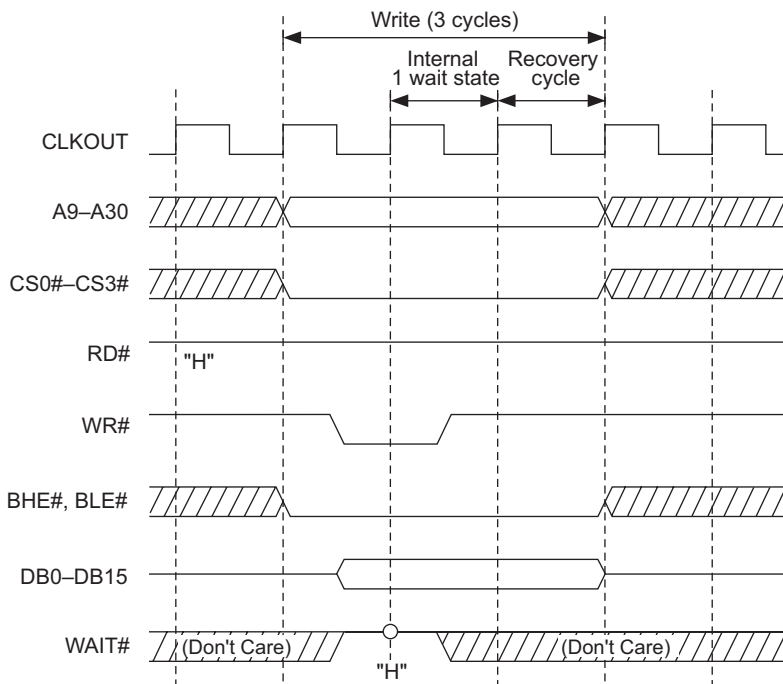 Write (3 cycles)
Internal
1 wait state
Recovery
cycle
CLKOUT
A9–A30
CS0#–CS3#
RD#
"H"
WR#
BHE#, BLE#
DB0–DB15
WAIT#
(Don't Care)
(Don't Care)
"H"